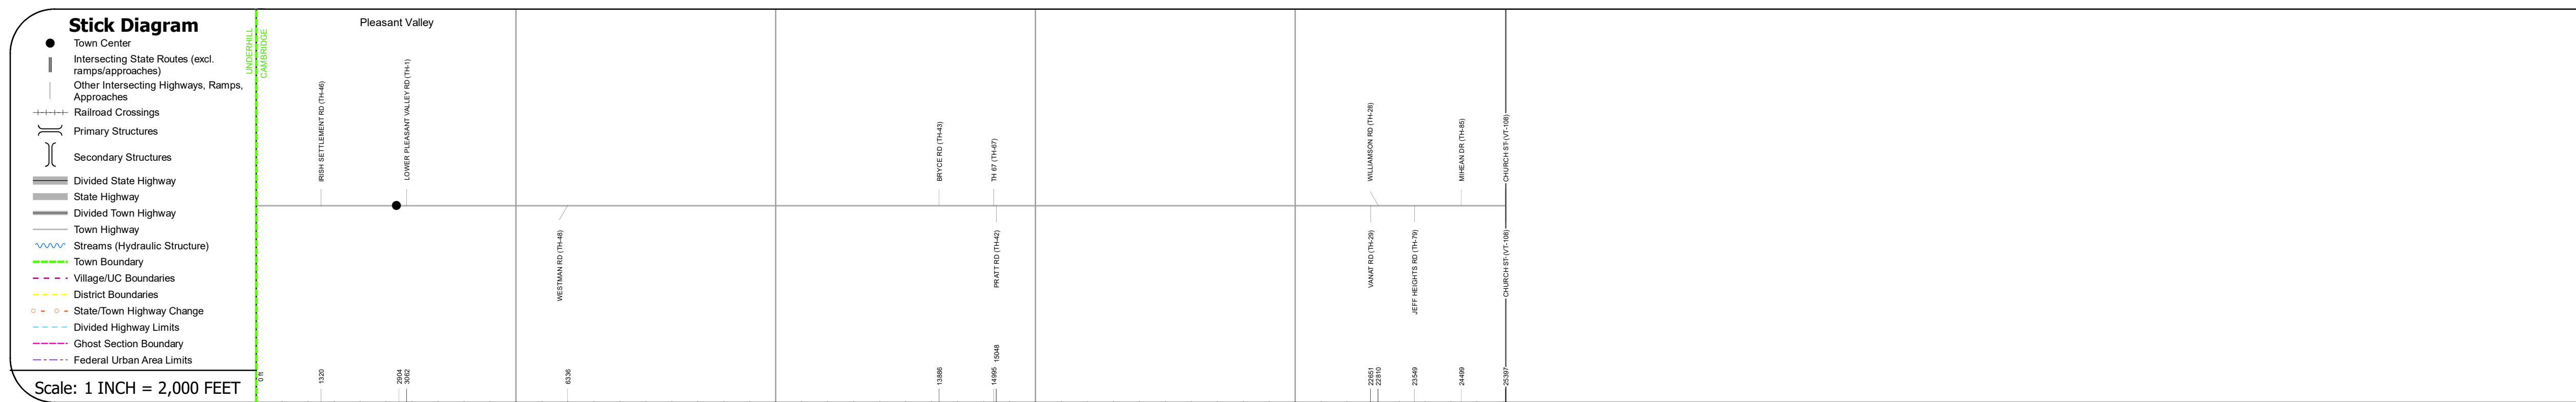 Stick Diagram
Town Center
Intersecting State Routes (excl.
ramps/approaches)
Other Intersecting Highways, Ramps,
Approaches
Railroad Crossings
Primary Structures
Secondary Structures
Divided State Highway
State Highway
Divided Town Highway
Town Highway
Streams (Hydraulic Structure)
Town Boundary
Village/UC Boundaries
District Boundaries
State/Town Highway Change
Divided Highway Limits
Ghost Section Boundary
Federal Urban Area Limits
Scale: 1 INCH = 2,000 FEET
UNDERHILL
CAMBRIDGE
Pleasant Valley
IRISH SETTLEMENT RD (TH-46)
LOWER PLEASANT VALLEY RD (TH-1)
BRYCE RD (TH-43)
TH 67 (TH-67)
WILLIAMSON RD (TH-28)
MIHEAN DR (TH-85)
CHURCH ST (VT-108)
WESTMAN RD (TH-48)
PRATT RD (TH-42)
VANAT RD (TH-29)
JEFF HEIGHTS RD (TH-79)
CHURCH ST (VT-108)
0 ft
1320
2904
3062
6336
13886
14995
15048
22651
22810
23549
24499
25397